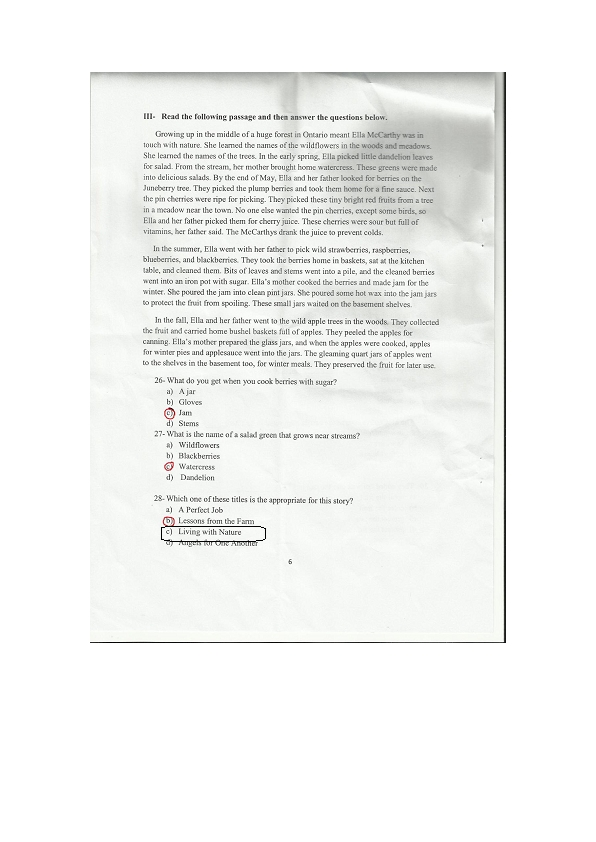 III- Read the following passage and then answer the questions below.
Growing up in the middle of a huge forest in Ontario meant Ella McCarthy was in
touch with nature. She learned the names of the wildflowers in the woods and meadows.
She learned the names of the trees. In the early spring, Ella picked little dandelion leaves
for salad. From the stream, her mother brought home watercress. These greens were made
into delicious salads. By the end of May, Ella and her father looked for berries on the
Juneberry tree. They picked the plump berries and took them home for a fine sauce. Next
the pin cherries were ripe for picking. They picked these tiny bright red fruits from a tree
in a meadow near the town. No one else wanted the pin cherries, except some birds, so
Ella and her father picked them for cherry juice. These cherries were sour but full of
vitamins, her father said. The McCarthys drank the juice to prevent colds.
In the summer, Ella went with her father to pick wild strawberries, raspberries,
blueberries, and blackberries. They took the berries home in baskets, sat at the kitchen
table, and cleaned them. Bits of leaves and stems went into a pile, and the cleaned berries
went into an iron pot with sugar. Ella's mother cooked the berries and made jam for the
winter. She poured the jam into clean pint jars. She poured some hot wax into the jam jars
to protect the fruit from spoiling. These small jars waited on the basement shelves.
In the fall, Ella and her father went to the wild apple trees in the woods. They collected
the fruit and carried home bushel baskets full of apples. They peeled the apples for
canning. Ella's mother prepared the glass jars, and when the apples were cooked, apples
for winter pies and applesauce went into the jars. The gleaming quart jars of apples went
to the shelves in the basement too, for winter meals. They preserved the fruit for later use.
26- What do you get when you cook berries with sugar?
a) A jar
b) Gloves
c) Jam
d) Stems
27- What is the name of a salad green that grows near streams?
a) Wildflowers
b) Blackberries
c) Watercress
d) Dandelion
28- Which one of these titles is the appropriate for this story?
a) A Perfect Job
b) Lessons from the Farm
c) Living with Nature
d) Angels for One Another
6